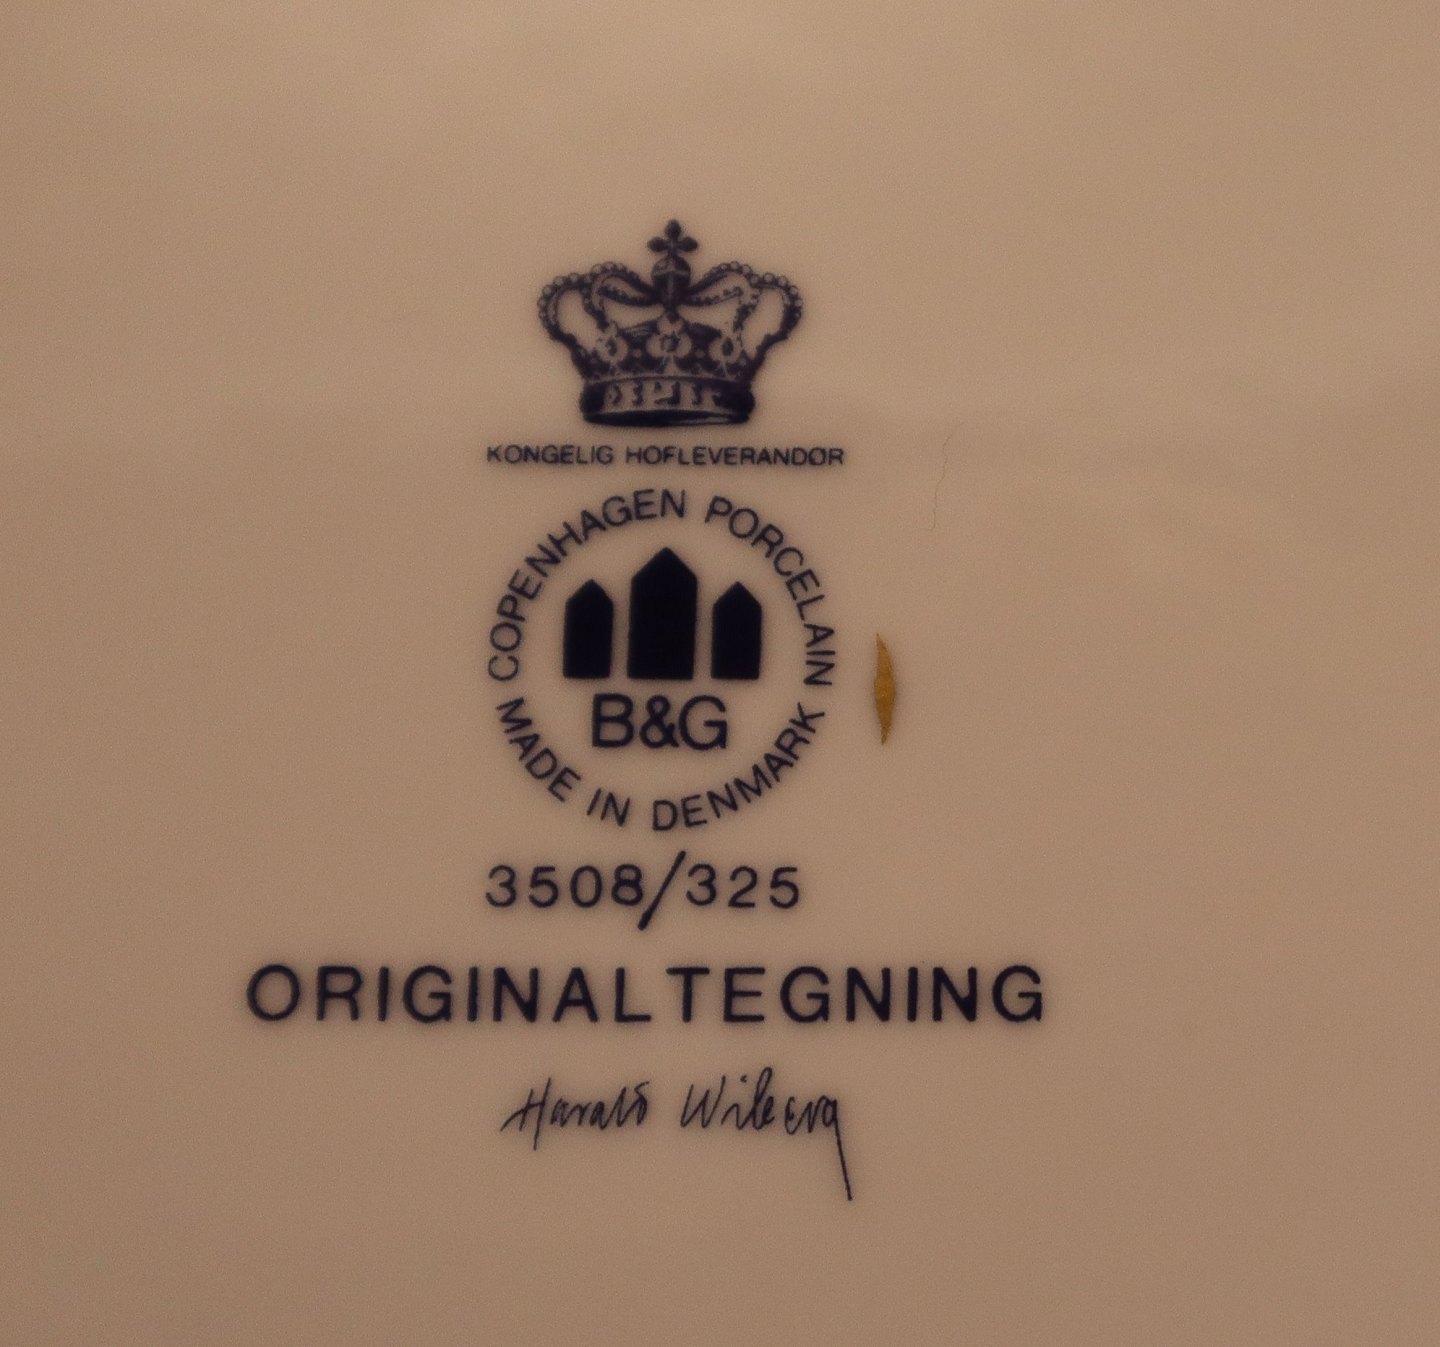 KONGELIG HOFLEVERANDØR
COPENHAGEN PORCELAIN
B&G
MADE IN DENMARK
3508/325
ORIGINALTEGNING
Harald Wiberg